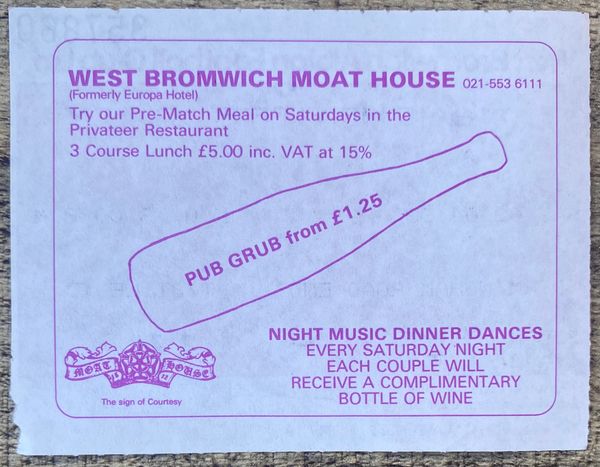 WEST BROMWICH MOAT HOUSE 021-553 6111
(Formerly Europa Hotel)
Try our Pre-Match Meal on Saturdays in the
Privateer Restaurant
3 Course Lunch £5.00 inc. VAT at 15%
PUB GRUB from £1.25
NIGHT MUSIC DINNER DANCES
EVERY SATURDAY NIGHT
EACH COUPLE WILL
RECEIVE A COMPLIMENTARY
BOTTLE OF WINE
MOAT HOUSE
The sign of Courtesy